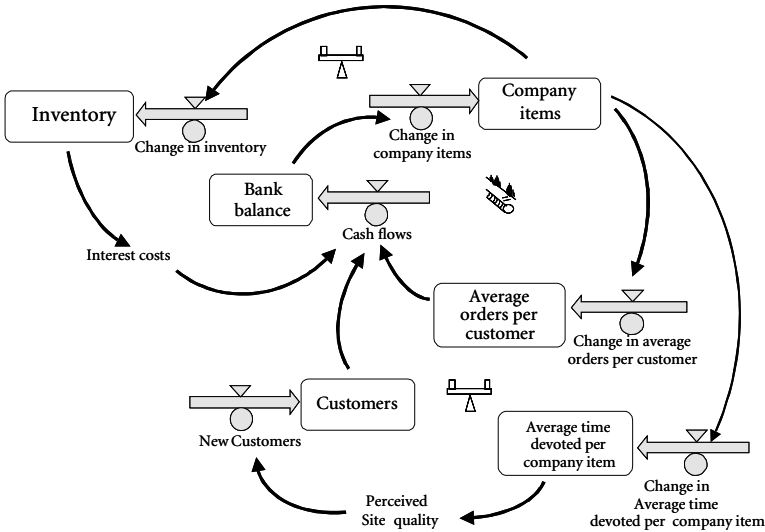 Inventory
Change in inventory
Company
items
Change in
company items
Bank
balance
Cash flows
Interest costs
Average
orders per
customer
Change in average
orders per customer
Customers
New Customers
Average time
devoted per
company item
Change in
Average time
devoted per company item
Perceived
Site quality